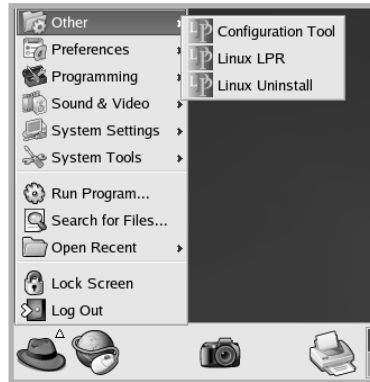 Other
Preferences
Programming
Sound & Video
System Settings
System Tools
Run Program...
Search for Files...
Open Recent
Lock Screen
Log Out
Configuration Tool
Linux LPR
Linux Uninstall